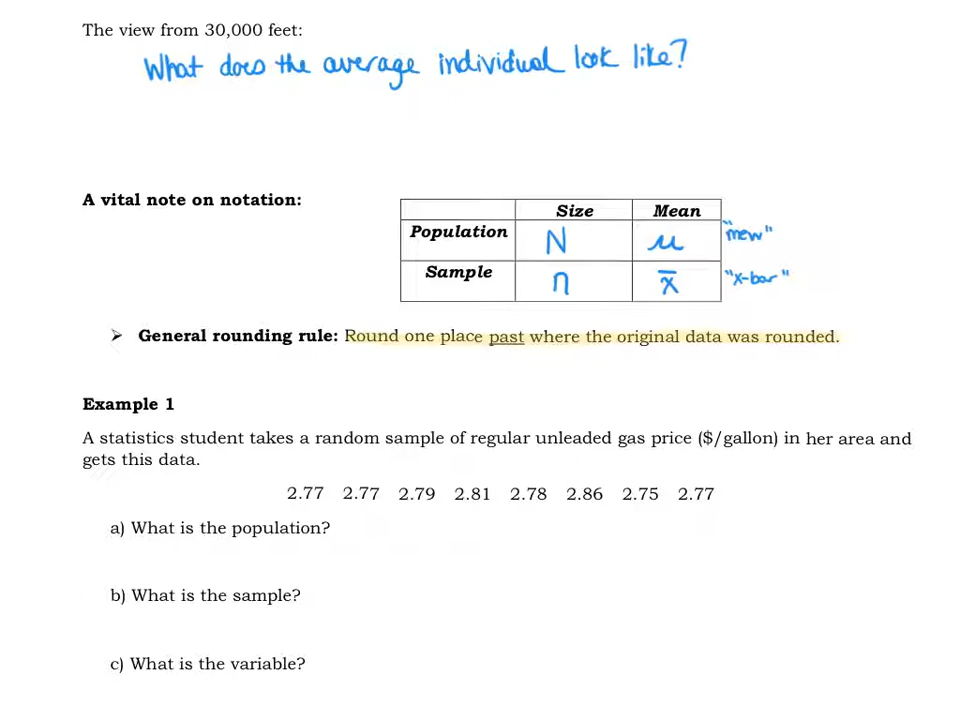 The view from 30,000 feet:
What does the average individual look like?
A vital note on notation:
Size Mean
Population N μ "mew"
Sample n x̄ "x-bar"
➢ General rounding rule: Round one place past where the original data was rounded.
Example 1
A statistics student takes a random sample of regular unleaded gas price ($/gallon) in her area and
gets this data.
2.77 2.77 2.79 2.81 2.78 2.86 2.75 2.77
a) What is the population?
b) What is the sample?
c) What is the variable?